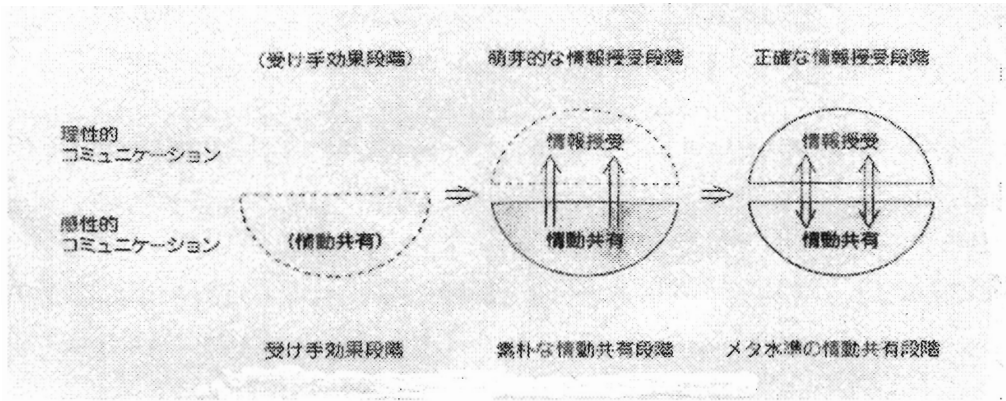 (受け手効果段階) 萌芽的な情報授受段階 正確な情報授受段階
理性的
コミュニケーション
情報授受 情報授受
感性的
コミュニケーション
(情動共有) 情動共有 情動共有
受け手効果段階 素朴な情動共有段階 メタ水準の情動共有段階